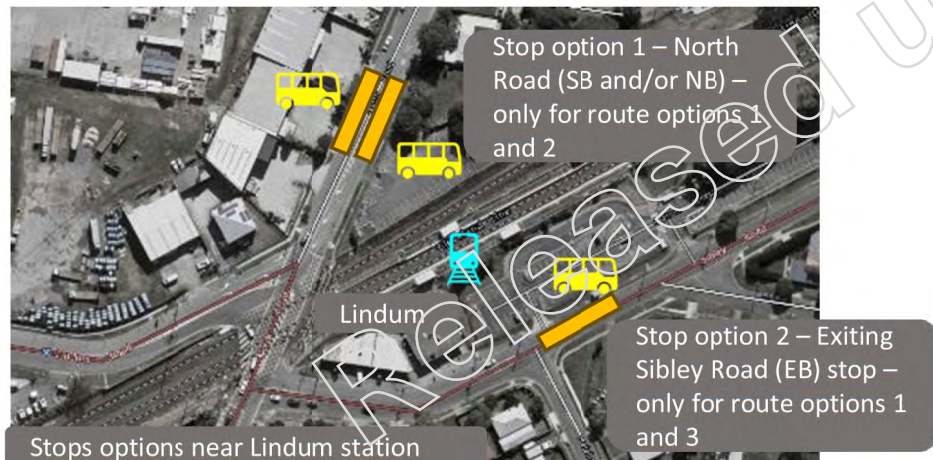 Stop option 1 – North
Road (SB and/or NB) –
only for route options 1
and 2
Sibley Road
Lindum
Stop option 2 – Exiting
Sibley Road (EB) stop –
only for route options 1
and 3
Stops options near Lindum station
Released u